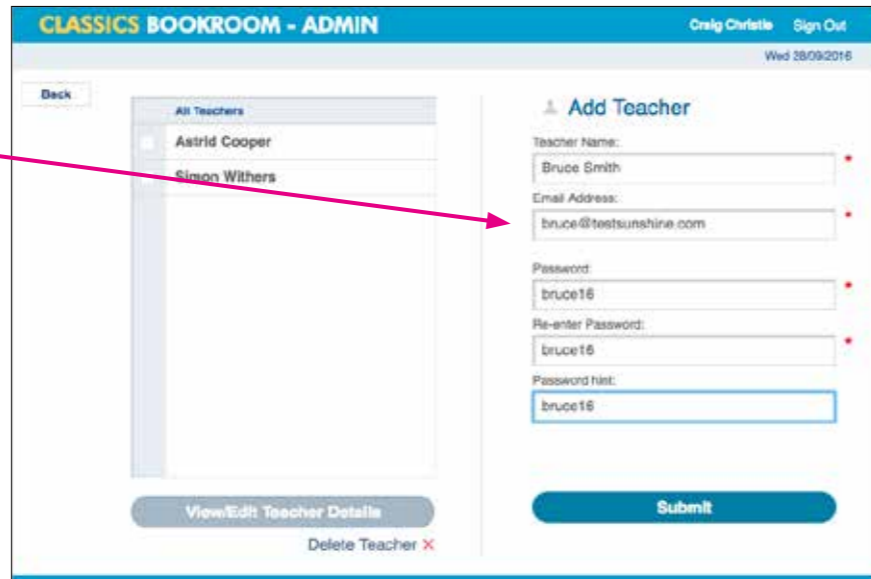 CLASSICS BOOKROOM - ADMIN
Craig Christie Sign Out
Wed 28/09/2016
Back
All Teachers
Astrid Cooper
Simon Withers
View/Edit Teacher Details
Delete Teacher ×
Add Teacher
Teacher Name:
Bruce Smith *
Email Address:
bruce@testsunshine.com *
Password:
bruce16 *
Re-enter Password:
bruce16 *
Password hint:
bruce16
Submit